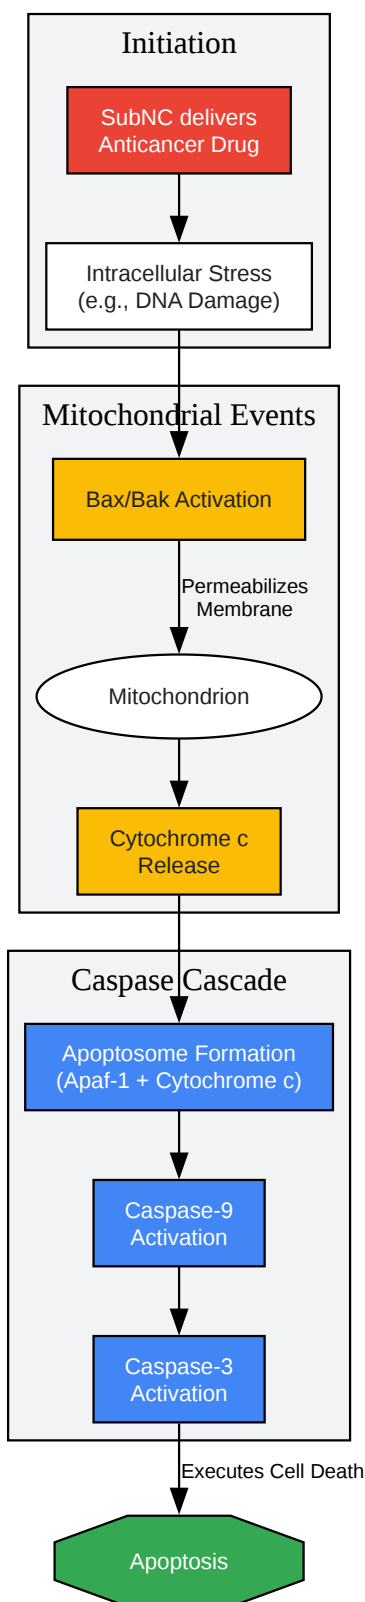 Initiation
SubNC delivers
Anticancer Drug
Intracellular Stress
(e.g., DNA Damage)
Mitochondrial Events
Bax/Bak Activation
Permeabilizes
Membrane
Mitochondrion
Cytochrome c
Release
Caspase Cascade
Apoptosome Formation
(Apaf-1 + Cytochrome c)
Caspase-9
Activation
Caspase-3
Activation
Executes Cell Death
Apoptosis